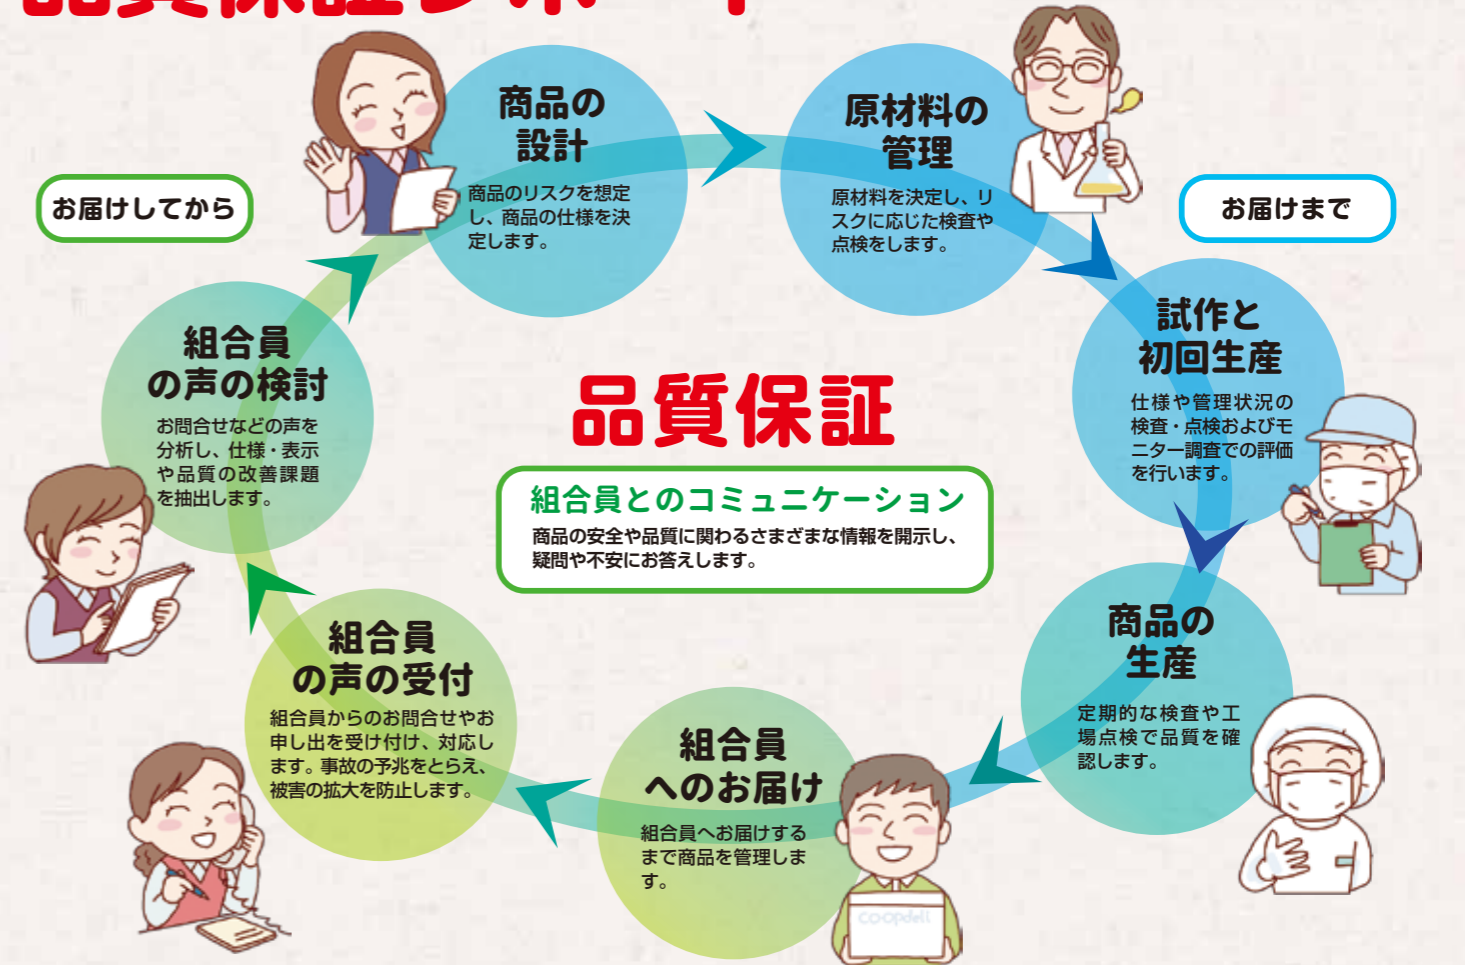 品質保証レポート
商品の
設計
商品のリスクを想定
し、商品の仕様を決
定します。
原材料の
管理
原材料を決定し、リ
スクに応じた検査や
点検をします。
お届けしてから
お届けまで
試作と
初回生産
仕様や管理状況の
検査・点検およびモ
ニター調査での評価
を行います。
組合員
の声の検討
お問合せなどの声を
分析し、仕様・表示
や品質の改善課題
を抽出します。
品質保証
組合員とのコミュニケーション
商品の安全や品質に関わるさまざまな情報を開示し、
疑問や不安にお答えします。
商品の
生産
定期的な検査や工
場点検で品質を確
認します。
組合員
の声の受付
組合員からのお問合せやお
申し出を受け付け、対応し
ます。事故の予兆をとらえ、
被害の拡大を防止します。
組合員
へのお届け
組合員へお届けする
まで商品を管理しま
す。
co-opdeli